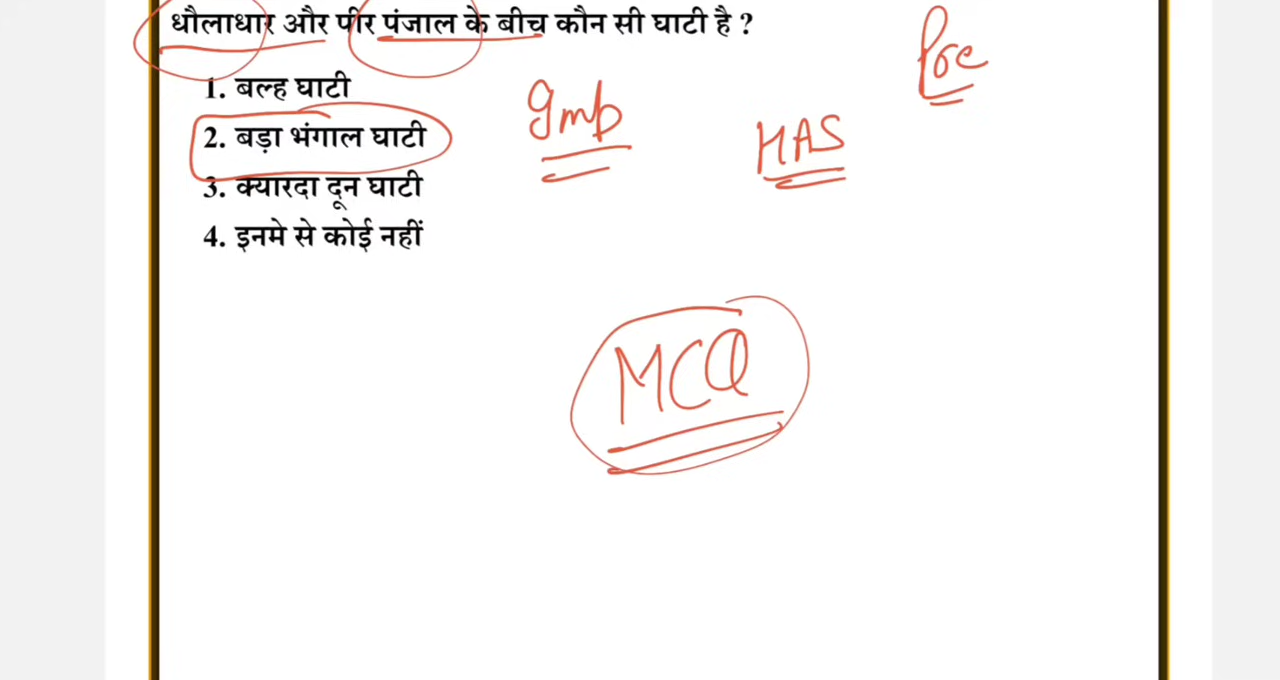 धौलाधार और पीर पंजाल के बीच कौन सी घाटी है ?
1. बल्ह घाटी
2. बड़ा भंगाल घाटी
3. क्यारदा दून घाटी
4. इनमे से कोई नहीं
Imp
HAS
MCQ